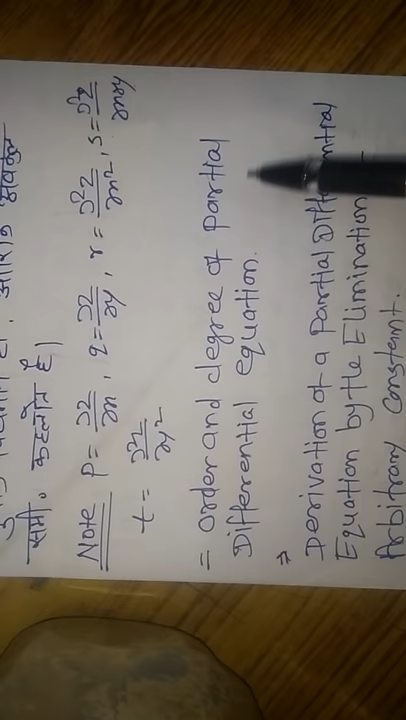 आंशिक अवकल
समी० कहलाते हैं।
Note P = ∂z/∂x, q = ∂z/∂y, r = ∂²z/∂x², s = ∂²z/∂x∂y
t = ∂²z/∂y²
= order and degree of partial
Differential equation.
⇒
Derivation of a partial Differential
Equation by the Elimination
Arbitrary Constant.